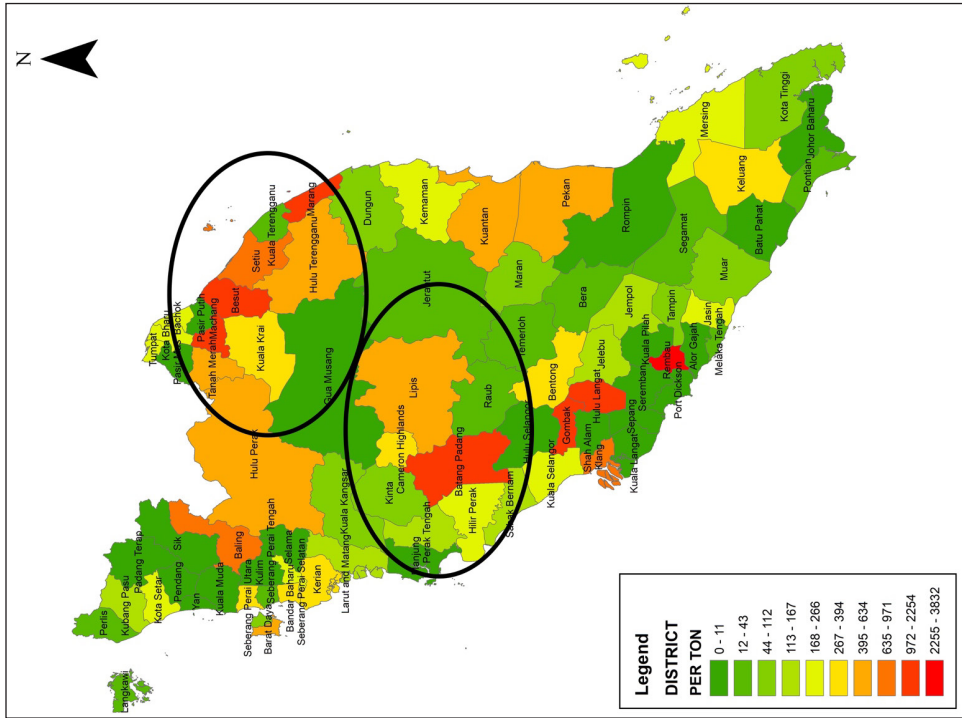 N
Langkawi
Perlis
Kubang Pasu
Padang Terap
Kota Setar
Pendang
Sik
Yan
Kuala Muda
Baling
Seberang Perai Utara
Kulim
Seberang Perai Tengah
Barat Daya
Bandar Baharu
Selama
Seberang Perai Selatan
Kerian
Larut and Matang
Hulu Perak
Kuala Kangsar
Kinta
Perak Tengah
Hilir Perak
Batang Padang
Cameron Highlands
Lipis
Gua Musang
Kuala Krai
Tanah Merah
Machang
Pasir Mas
Bachok
Kota Bharu
Tumpat
Pasir Putih
Besut
Setiu
Kuala Terengganu
Hulu Terengganu
Marang
Dungun
Kemaman
Jerantut
Kuantan
Pekan
Maran
Temerloh
Raub
Bentong
Bera
Rompin
Hulu Selangor
Kuala Selangor
Gombak
Hulu Langat
Shah Alam
Klang
Kuala Langat
Sepang
Seremban
Port Dickson
Jelebu
Jempol
Kuala Pilah
Rembau
Tampin
Alor Gajah
Melaka Tengah
Jasin
Muar
Segamat
Batu Pahat
Keluang
Mersing
Kota Tinggi
Pontian
Johor Baharu
Legend
DISTRICT
PER TON
0 - 11
12 - 43
44 - 112
113 - 167
168 - 266
267 - 394
395 - 634
635 - 971
972 - 2254
2255 - 3832